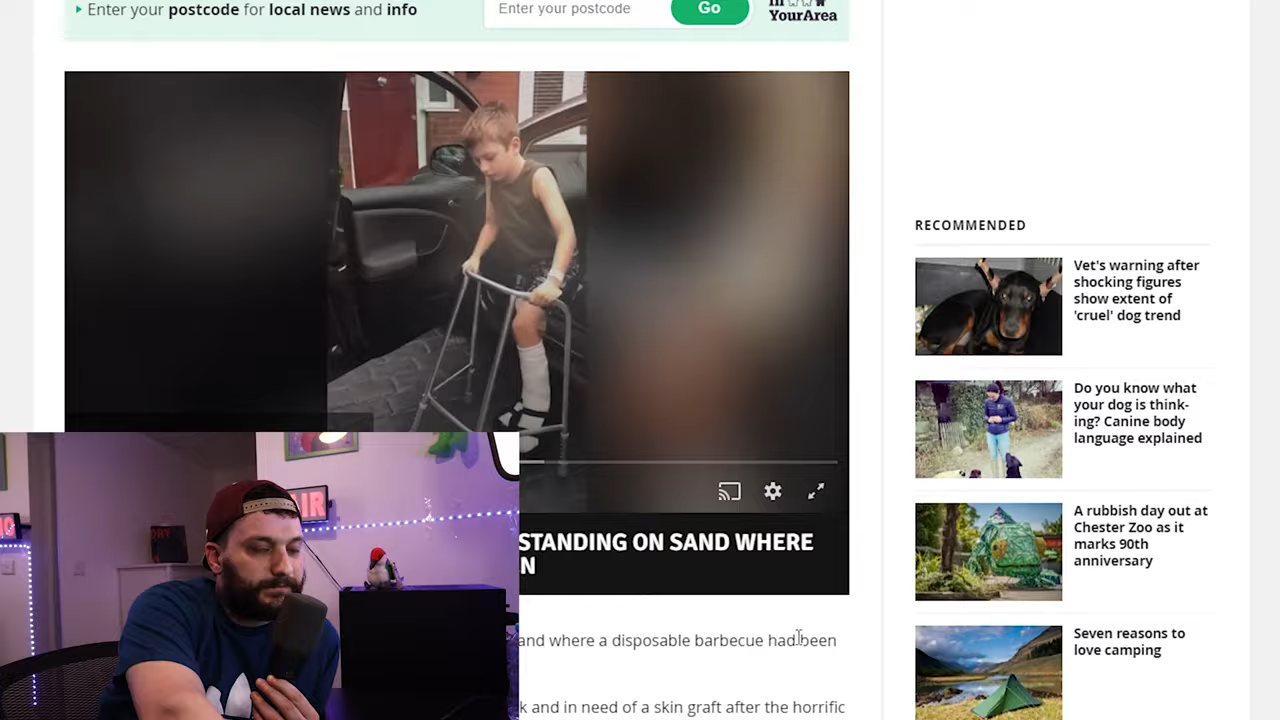 Enter your postcode for local news and info
Enter your postcode
Go
In
YourArea
RECOMMENDED
Vet's warning after
shocking figures
show extent of
'cruel' dog trend
Do you know what
your dog is think-
ing? Canine body
language explained
A rubbish day out at
Chester Zoo as it
marks 90th
anniversary
Seven reasons to
love camping
STANDING ON SAND WHERE
N
and where a disposable barbecue had been
k and in need of a skin graft after the horrific
AIR